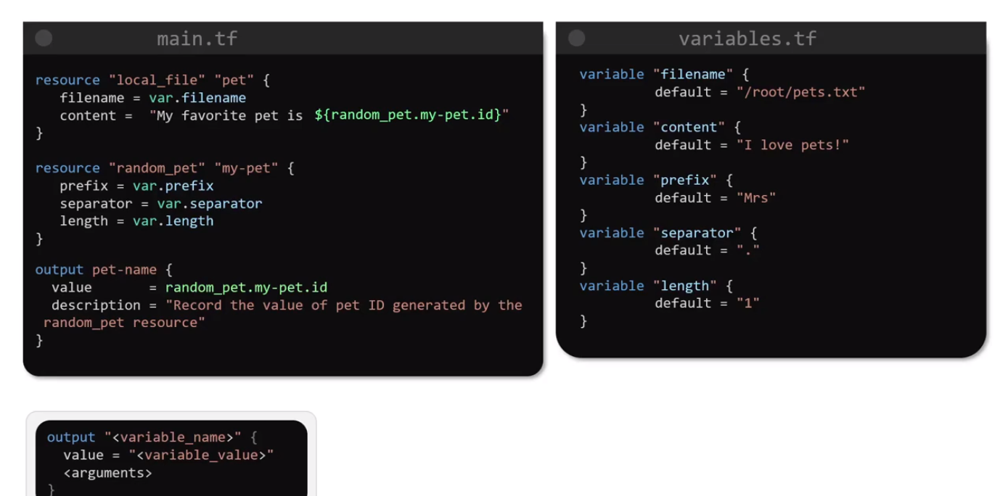 main.tf
resource "local_file" "pet" {
filename = var.filename
content = "My favorite pet is ${random_pet.my-pet.id}"
}
resource "random_pet" "my-pet" {
prefix = var.prefix
separator = var.separator
length = var.length
}
output pet-name {
value = random_pet.my-pet.id
description = "Record the value of pet ID generated by the
random_pet resource"
}
variables.tf
variable "filename" {
default = "/root/pets.txt"
}
variable "content" {
default = "I love pets!"
}
variable "prefix" {
default = "Mrs"
}
variable "separator" {
default = "."
}
variable "length" {
default = "1"
}
output "<variable_name>" {
value = "<variable_value>"
<arguments>
}